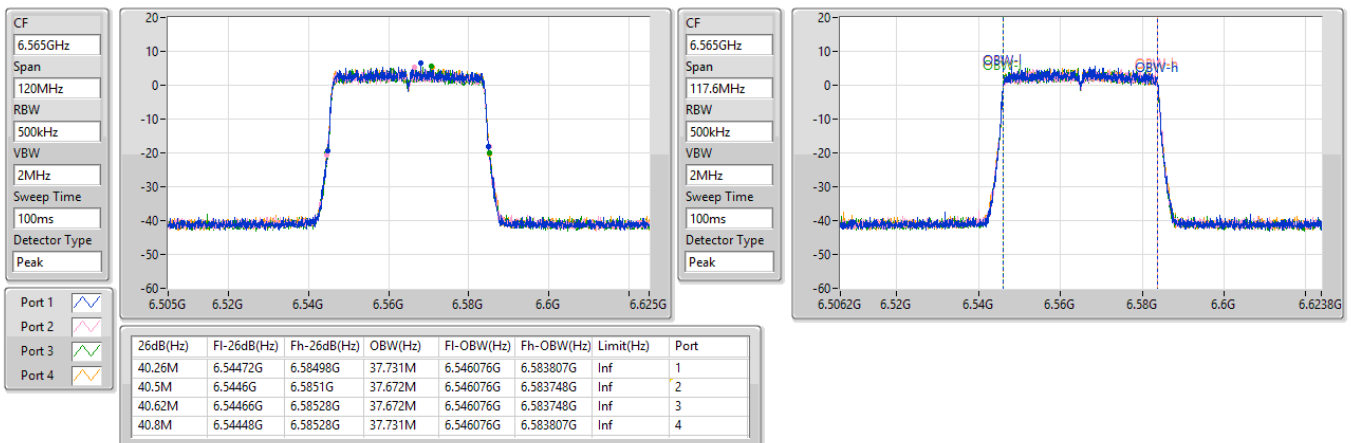 CF
6.565GHz
Span
120MHz
RBW
500kHz
VBW
2MHz
Sweep Time
100ms
Detector Type
Peak
20
10
0
-10
-20
-30
-40
-50
-60
6.505G 6.52G 6.54G 6.56G 6.58G 6.6G 6.625G
CF
6.565GHz
Span
117.6MHz
RBW
500kHz
VBW
2MHz
Sweep Time
100ms
Detector Type
Peak
20
10
0
-10
-20
-30
-40
-50
-60
OBW-l OBW-h
6.5062G 6.52G 6.54G 6.56G 6.58G 6.6G 6.6238G
Port 1
Port 2
Port 3
Port 4
26dB(Hz) Fl-26dB(Hz) Fh-26dB(Hz) OBW(Hz) Fl-OBW(Hz) Fh-OBW(Hz) Limit(Hz) Port
40.26M 6.54472G 6.58498G 37.731M 6.546076G 6.583807G Inf 1
40.5M 6.5446G 6.5851G 37.672M 6.546076G 6.583748G Inf 2
40.62M 6.54466G 6.58528G 37.672M 6.546076G 6.583748G Inf 3
40.8M 6.54448G 6.58528G 37.731M 6.546076G 6.583807G Inf 4